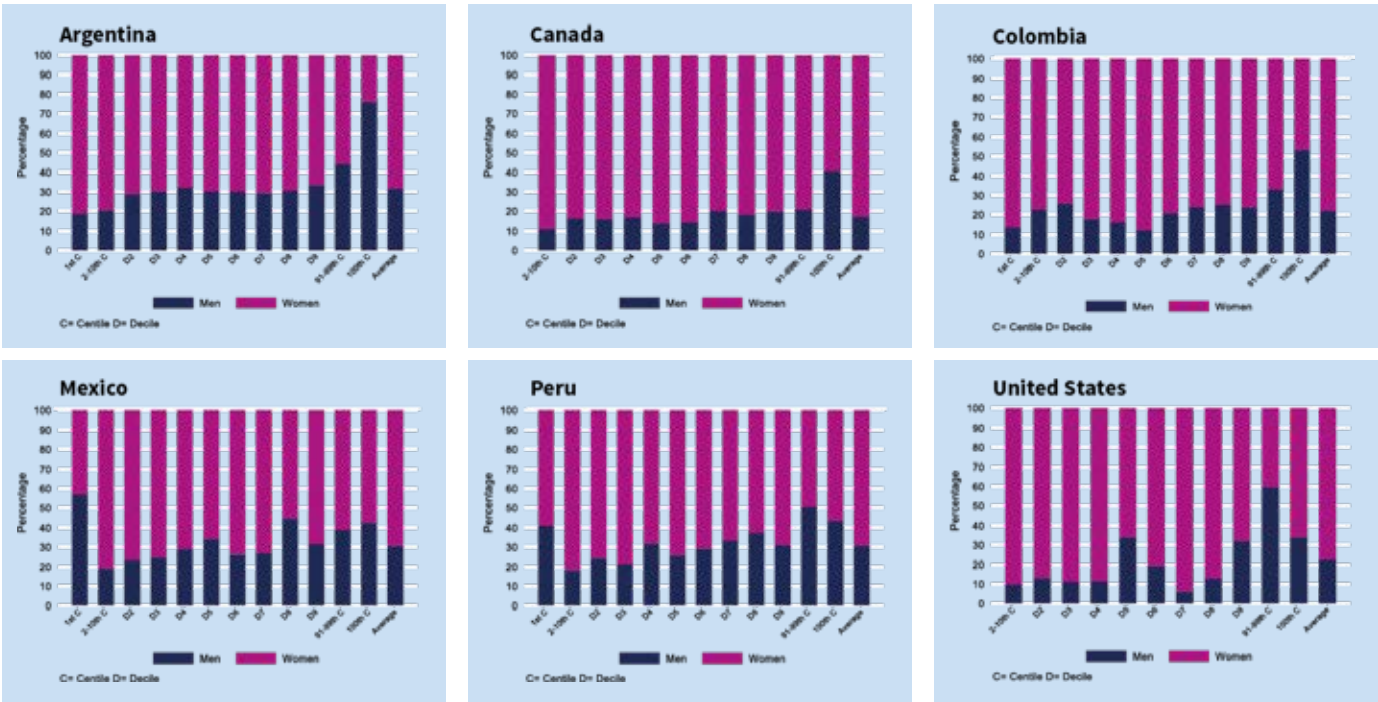 Argentina
100
90
80
70
60
50
40
30
20
10
0
Percentage
1st C
2-10th C
D2
D3
D4
D5
D6
D7
D8
D9
91-99th C
100th C
Average
Men Women
C= Centile D= Decile
Canada
100
90
80
70
60
50
40
30
20
10
0
Percentage
2-10th C
D2
D3
D4
D5
D6
D7
D8
D9
91-99th C
100th C
Average
Men Women
C= Centile D= Decile
Colombia
100
90
80
70
60
50
40
30
20
10
0
Percentage
1st C
2-10th C
D2
D3
D4
D5
D6
D7
D8
D9
91-99th C
100th C
Average
Men Women
C= Centile D= Decile
Mexico
100
90
80
70
60
50
40
30
20
10
0
Percentage
1st C
2-10th C
D2
D3
D4
D5
D6
D7
D8
D9
91-99th C
100th C
Average
Men Women
C= Centile D= Decile
Peru
100
90
80
70
60
50
40
30
20
10
0
Percentage
1st C
2-10th C
D2
D3
D4
D5
D6
D7
D8
D9
91-99th C
100th C
Average
Men Women
C= Centile D= Decile
United States
100
90
80
70
60
50
40
30
20
10
0
Percentage
2-10th C
D2
D3
D4
D5
D6
D7
D8
D9
91-99th C
100th C
Average
Men Women
C= Centile D= Decile